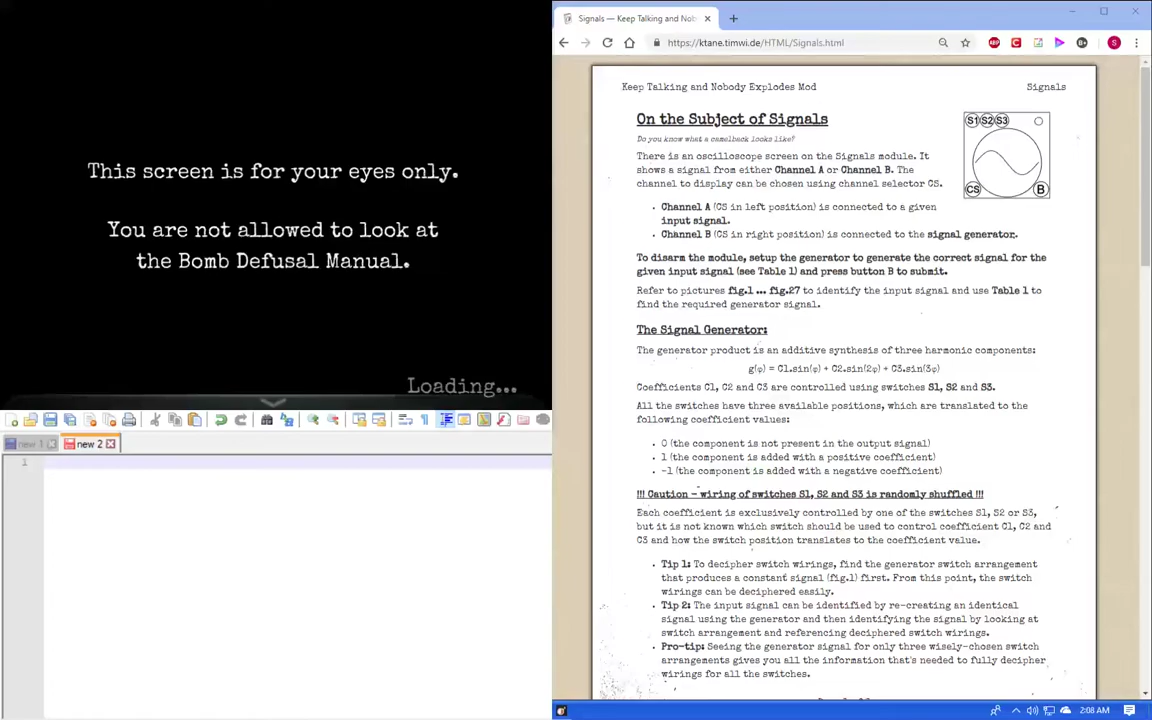 This screen is for your eyes only.
You are not allowed to look at
the Bomb Defusal Manual.
Loading...
new 1
new 2
1
Signals — Keep Talking and Nob
https://ktane.timwi.de/HTML/Signals.html
S
Keep Talking and Nobody Explodes Mod
Signals
On the Subject of Signals
Do you know what a camelback looks like?
There is an oscilloscope screen on the Signals module. It
shows a signal from either Channel A or Channel B. The
channel to display can be chosen using channel selector CS.
S1 S2 S3
CS
B
• Channel A (CS in left position) is connected to a given
input signal.
• Channel B (CS in right position) is connected to the signal generator.
To disarm the module, setup the generator to generate the correct signal for the
given input signal (see Table 1) and press button B to submit.
Refer to pictures fig.1 ... fig.27 to identify the input signal and use Table 1 to
find the required generator signal.
The Signal Generator:
The generator product is an additive synthesis of three harmonic components:
g(φ) = C1.sin(φ) + C2.sin(2φ) + C3.sin(3φ)
Coefficients C1, C2 and C3 are controlled using switches S1, S2 and S3.
All the switches have three available positions, which are translated to the
following coefficient values:
• 0 (the component is not present in the output signal)
• 1 (the component is added with a positive coefficient)
• -1 (the component is added with a negative coefficient)
!!! Caution - wiring of switches S1, S2 and S3 is randomly shuffled !!!
Each coefficient is exclusively controlled by one of the switches S1, S2 or S3,
but it is not known which switch should be used to control coefficient C1, C2 and
C3 and how the switch position translates to the coefficient value.
• Tip 1: To decipher switch wirings, find the generator switch arrangement
that produces a constant signal (fig.1) first. From this point, the switch
wirings can be deciphered easily.
• Tip 2: The input signal can be identified by re-creating an identical
signal using the generator and then identifying the signal by looking at
switch arrangement and referencing deciphered switch wirings.
• Pro-tip: Seeing the generator signal for only three wisely-chosen switch
arrangements gives you all the information that's needed to fully decipher
wirings for all the switches.
2:08 AM